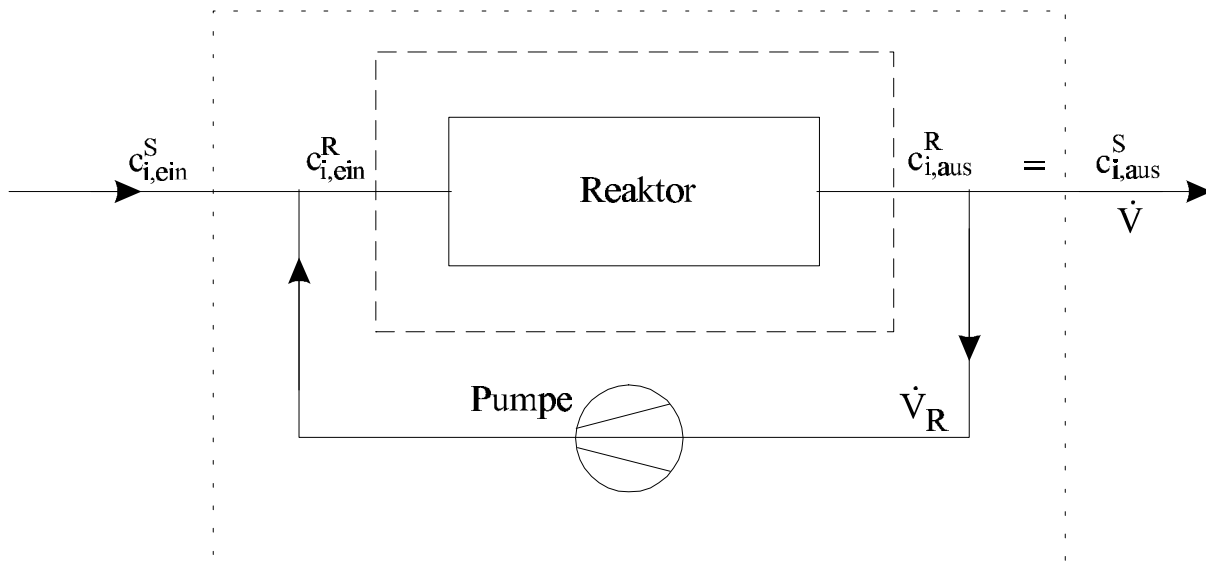 c^S_i,ein c^R_i,ein Reaktor c^R_i,aus = c^S_i,aus
V̇
Pumpe V̇_R